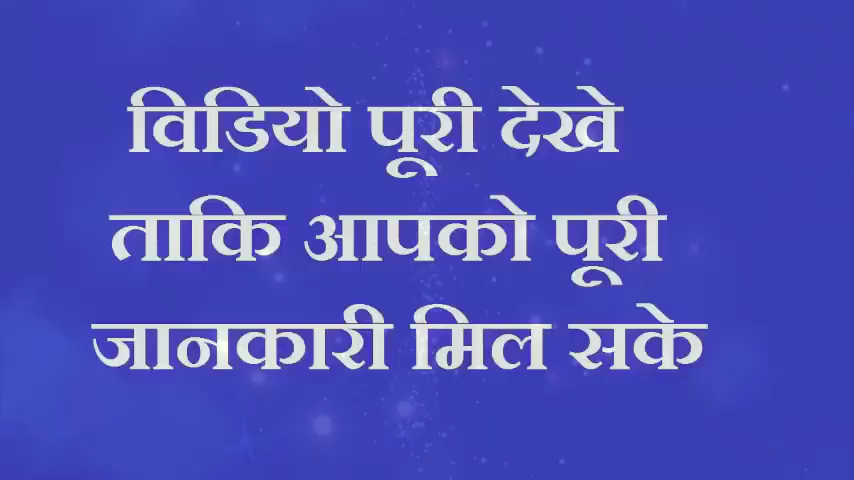 विडियो पूरी देखे
ताकि आपको पूरी
जानकारी मिल सके